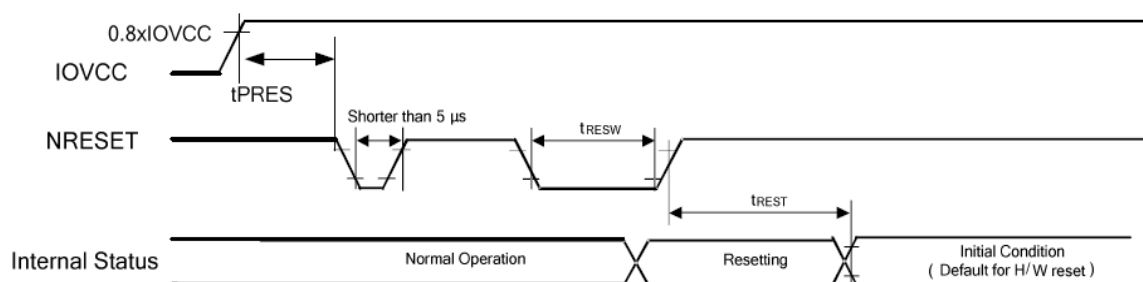 0.8xIOVCC
IOVCC
tPRES
Shorter than 5 µs
NRESET
tRESW
tREST
Internal Status
Normal Operation
Resetting
Initial Condition
( Default for H/W reset )